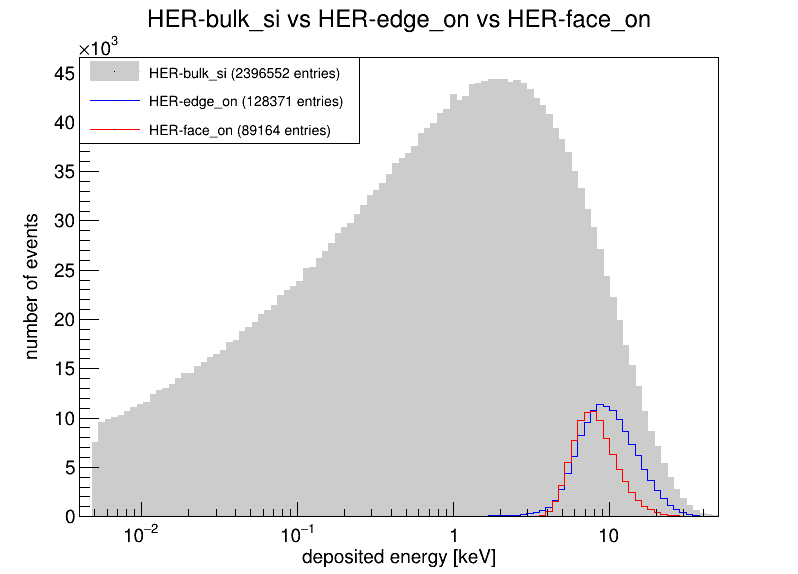 HER-bulk_si vs HER-edge_on vs HER-face_on
×10³
HER-bulk_si (2396552 entries)
HER-edge_on (128371 entries)
HER-face_on (89164 entries)
45
40
35
30
25
20
15
10
5
0
number of events
10⁻²
10⁻¹
1
10
deposited energy [keV]